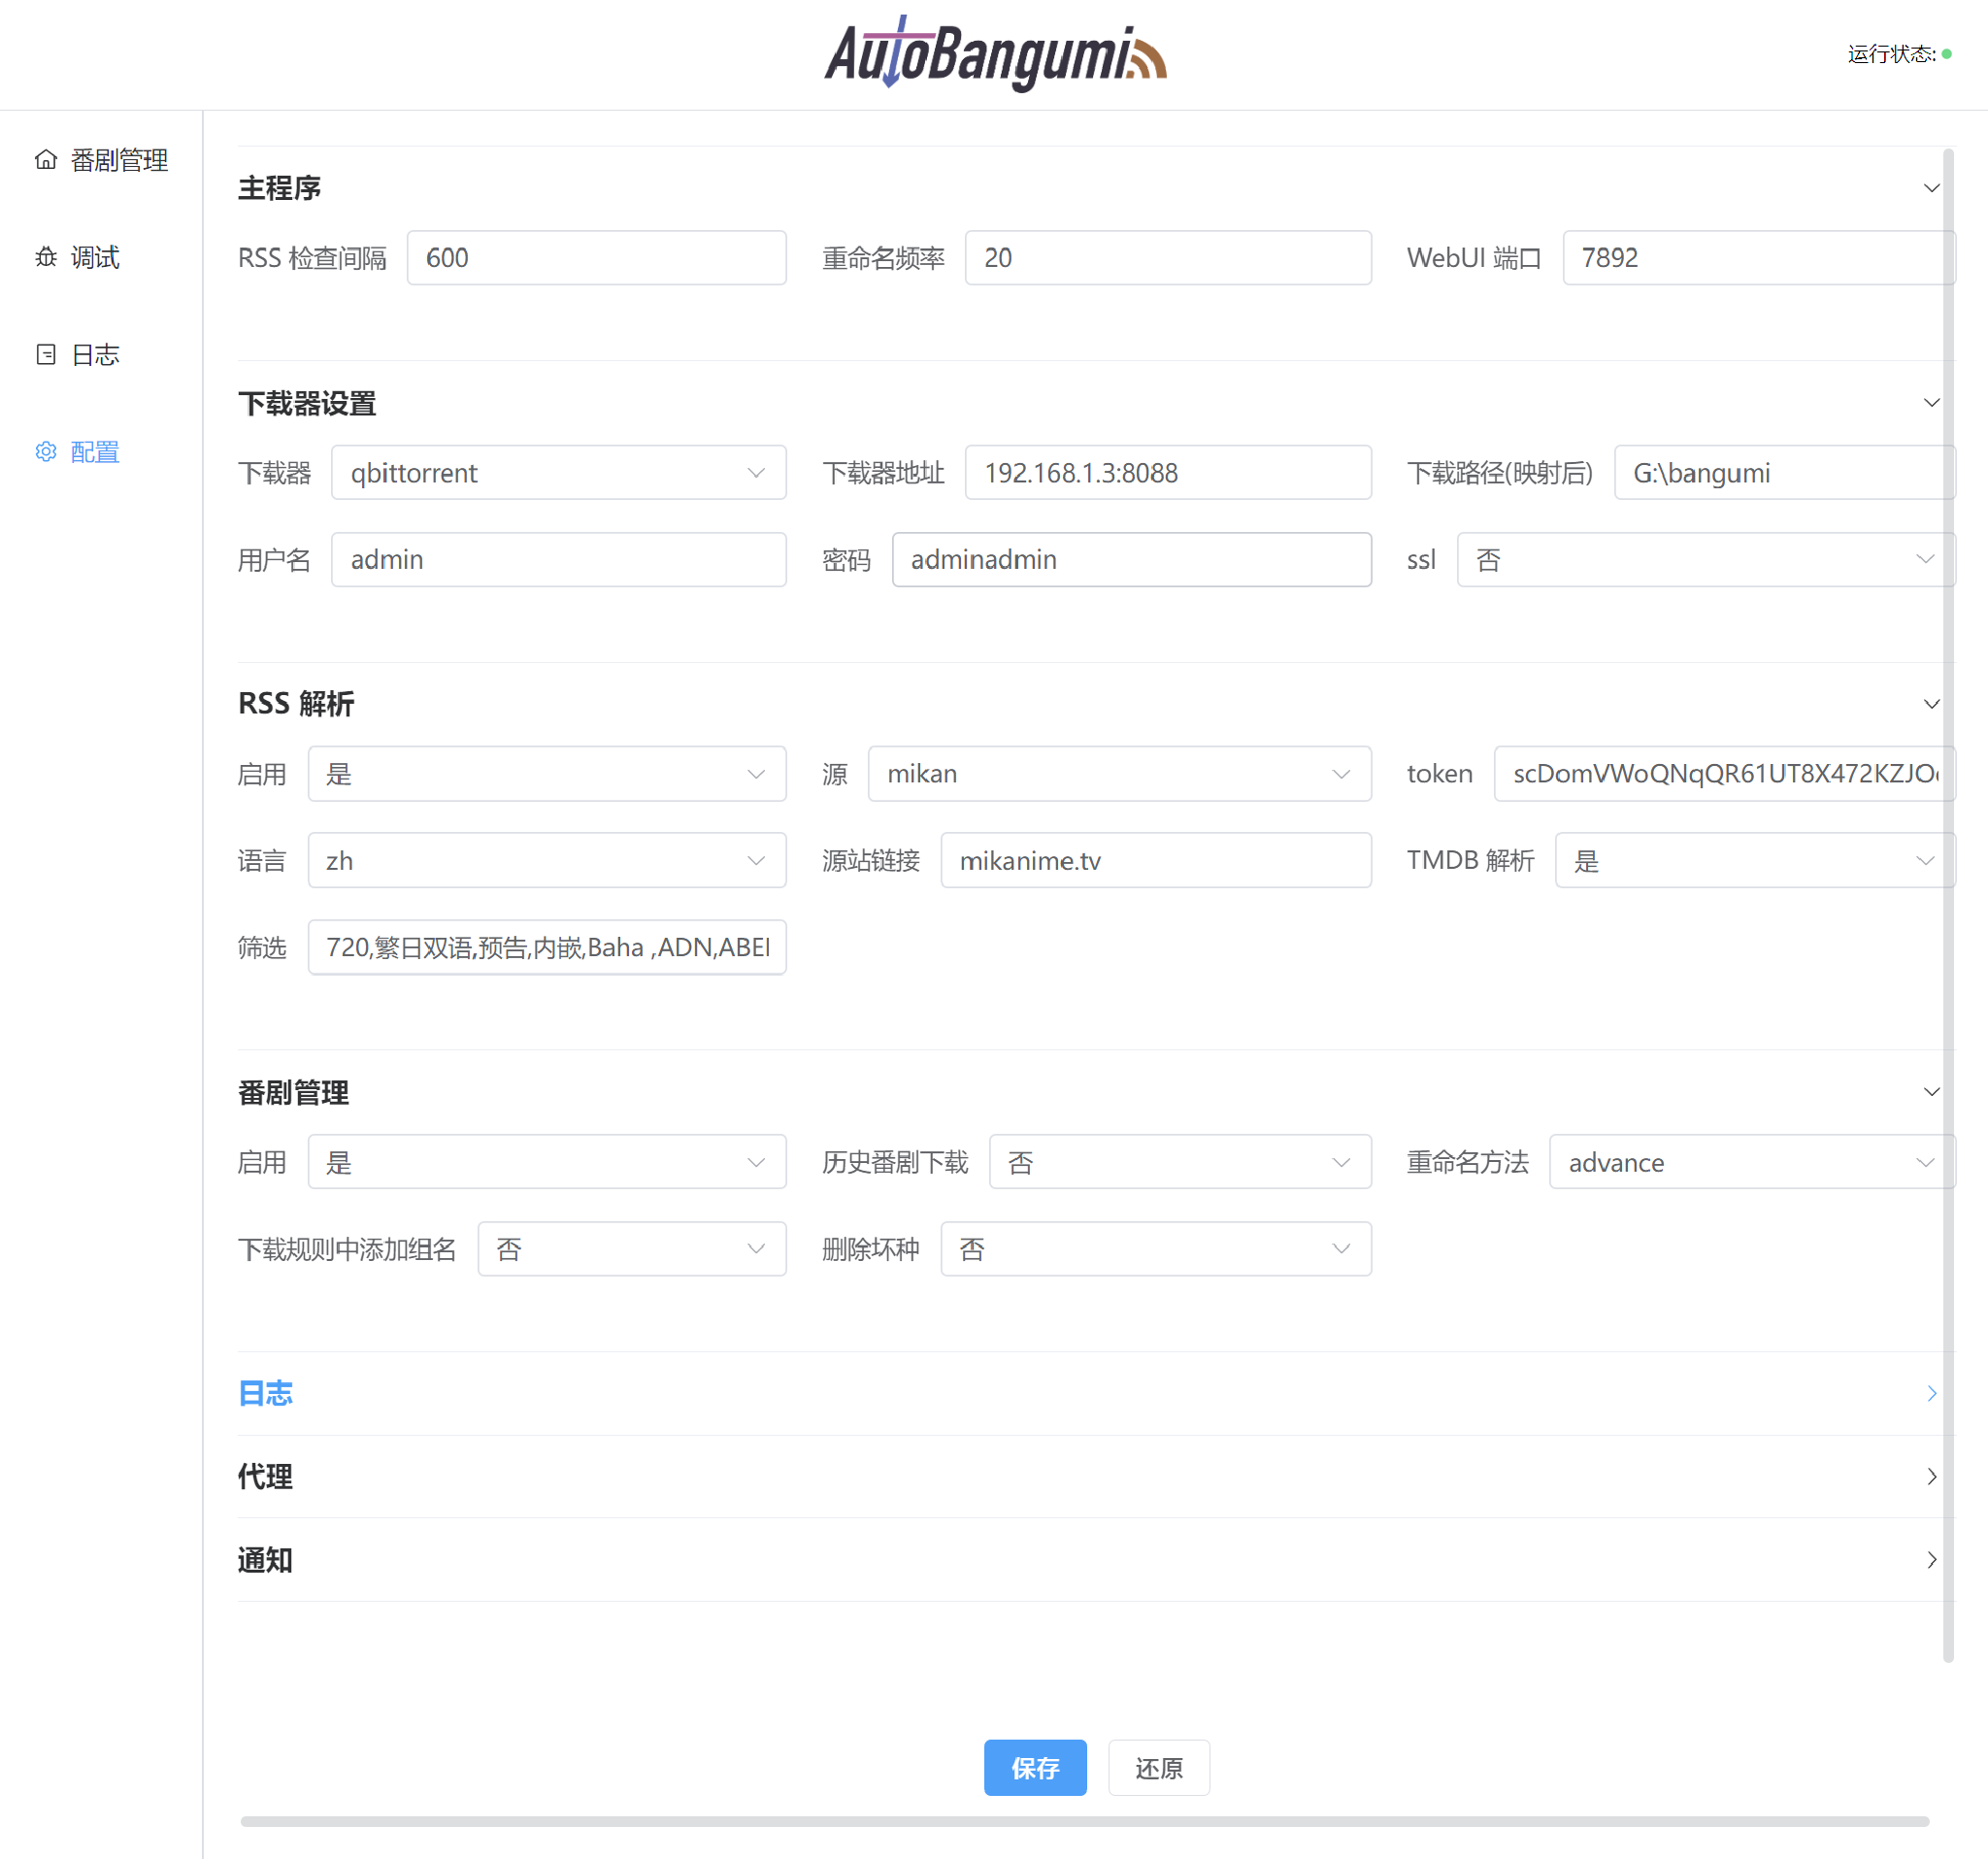 AutoBangumi
运行状态:
番剧管理
调试
日志
配置
主程序
RSS 检查间隔 600 重命名频率 20 WebUI 端口 7892
下载器设置
下载器 qbittorrent 下载器地址 192.168.1.3:8088 下载路径(映射后) G:\bangumi
用户名 admin 密码 adminadmin ssl 否
RSS 解析
启用 是 源 mikan token scDomVWoQNqQR61UT8X472KZJO
语言 zh 源站链接 mikanime.tv TMDB 解析 是
筛选 720,繁日双语,预告,内嵌,Baha ,ADN,ABE
番剧管理
启用 是 历史番剧下载 否 重命名方法 advance
下载规则中添加组名 否 删除坏种 否
日志
代理
通知
保存 还原